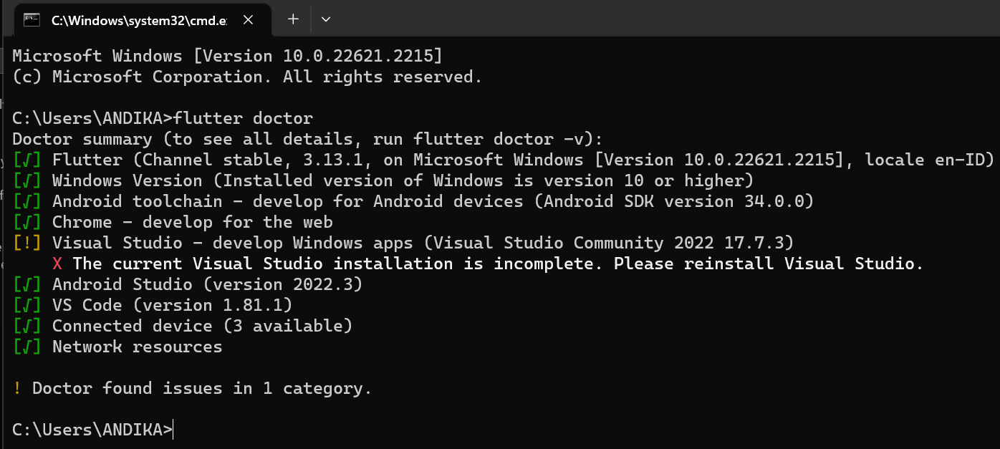 C:\Windows\system32\cmd.e
Microsoft Windows [Version 10.0.22621.2215]
(c) Microsoft Corporation. All rights reserved.
C:\Users\ANDIKA>flutter doctor
Doctor summary (to see all details, run flutter doctor -v):
[√] Flutter (Channel stable, 3.13.1, on Microsoft Windows [Version 10.0.22621.2215], locale en-ID)
[√] Windows Version (Installed version of Windows is version 10 or higher)
[√] Android toolchain - develop for Android devices (Android SDK version 34.0.0)
[√] Chrome - develop for the web
[!] Visual Studio - develop Windows apps (Visual Studio Community 2022 17.7.3)
X The current Visual Studio installation is incomplete. Please reinstall Visual Studio.
[√] Android Studio (version 2022.3)
[√] VS Code (version 1.81.1)
[√] Connected device (3 available)
[√] Network resources
! Doctor found issues in 1 category.
C:\Users\ANDIKA>